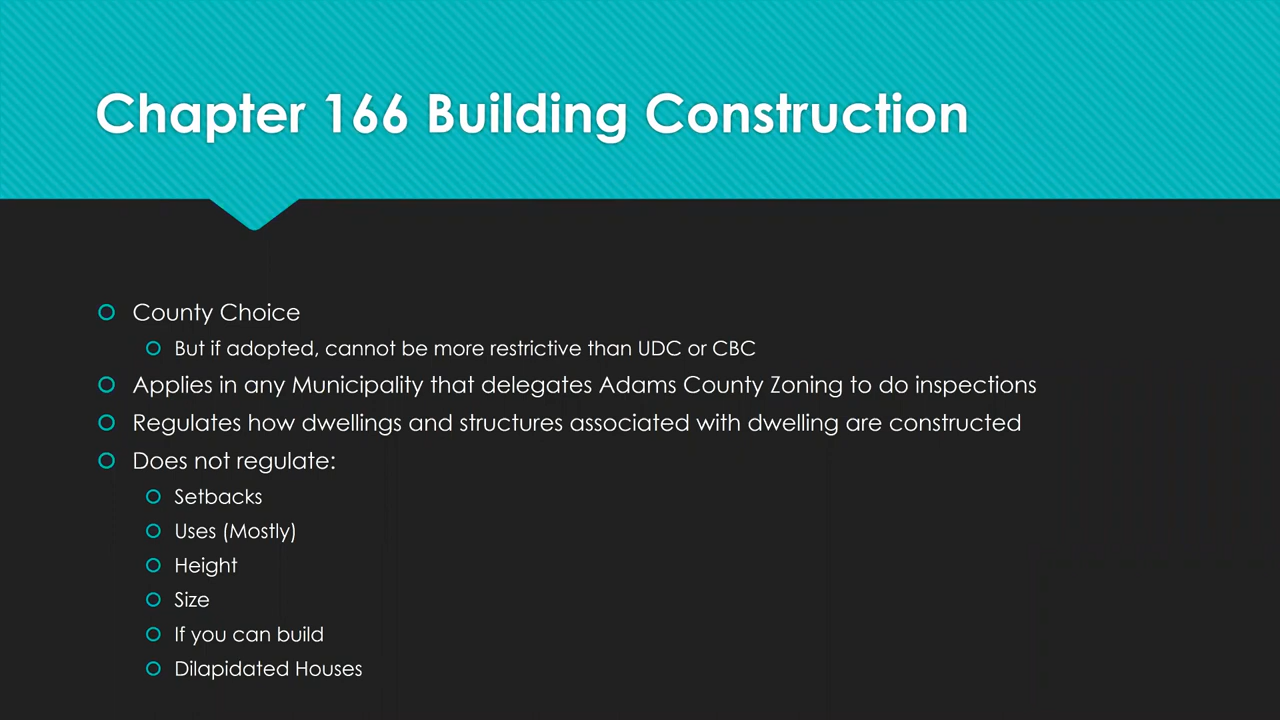 Chapter 166 Building Construction
County Choice
But if adopted, cannot be more restrictive than UDC or CBC
Applies in any Municipality that delegates Adams County Zoning to do inspections
Regulates how dwellings and structures associated with dwelling are constructed
Does not regulate:
Setbacks
Uses (Mostly)
Height
Size
If you can build
Dilapidated Houses